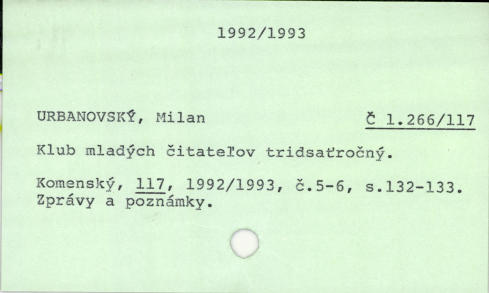 1992/1993
URBANOVSKÝ, Milan Č 1.266/117
Klub mladých čitateľov tridsaťročný.
Komenský, 117, 1992/1993, č.5-6, s.132-133.
Zprávy a poznámky.